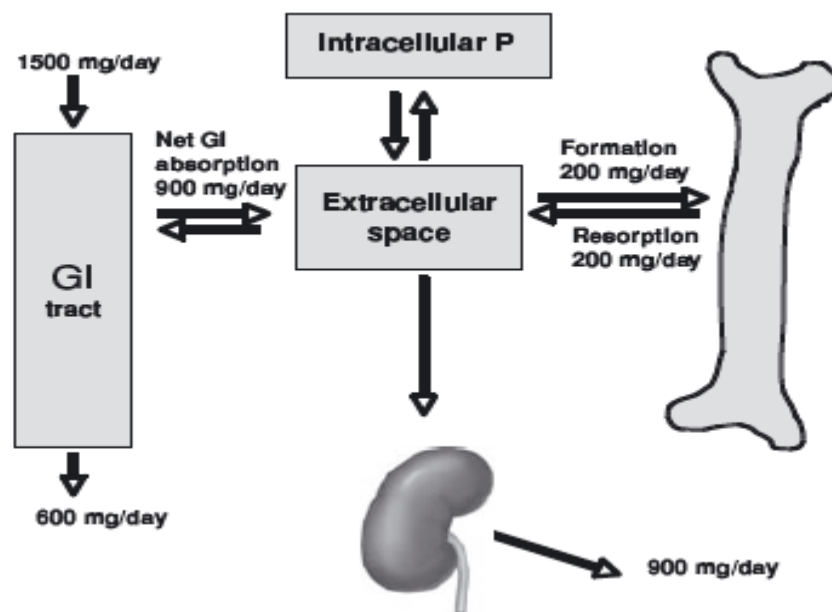 Intracellular P
1500 mg/day
Net GI
absorption
900 mg/day
Formation
200 mg/day
Extracellular
space
Resorption
200 mg/day
GI
tract
600 mg/day
900 mg/day